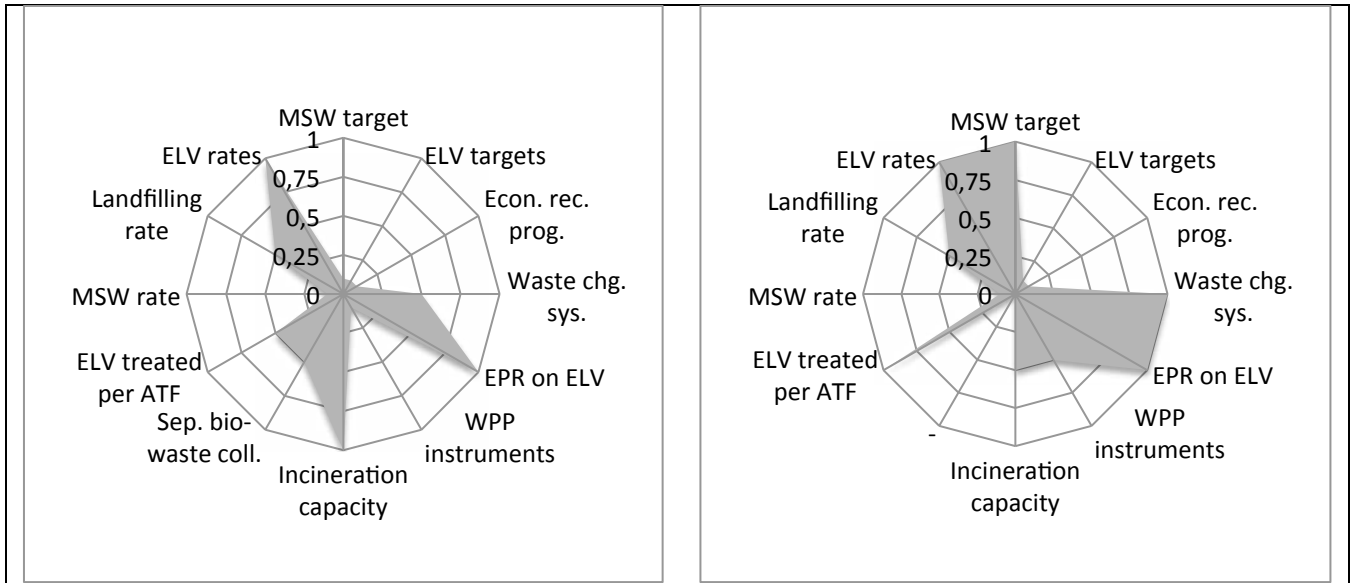 MSW target
1
ELV rates
ELV targets
0,75
Landfilling
rate
Econ. rec.
prog.
0,5
0,25
MSW rate
0
Waste chg.
sys.
ELV treated
per ATF
EPR on ELV
Sep. bio-
waste coll.
WPP
instruments
Incineration
capacity
MSW target
1
ELV rates
ELV targets
0,75
Landfilling
rate
Econ. rec.
prog.
0,5
0,25
MSW rate
0
Waste chg.
sys.
ELV treated
per ATF
EPR on ELV
-
WPP
instruments
Incineration
capacity